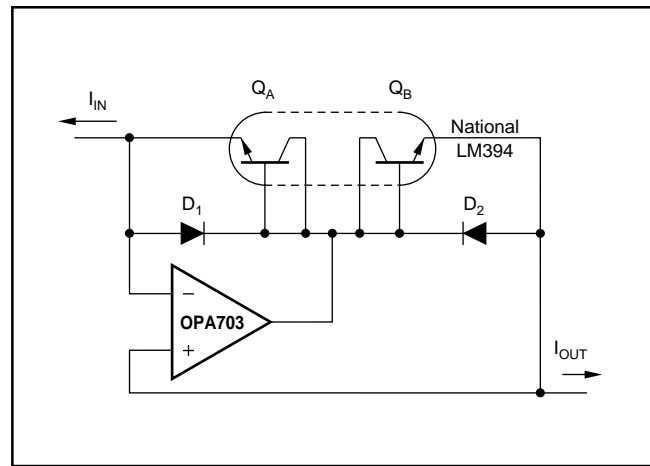 I_IN
Q_A
Q_B
National
LM394
D_1
D_2
−
OPA703
+
I_OUT